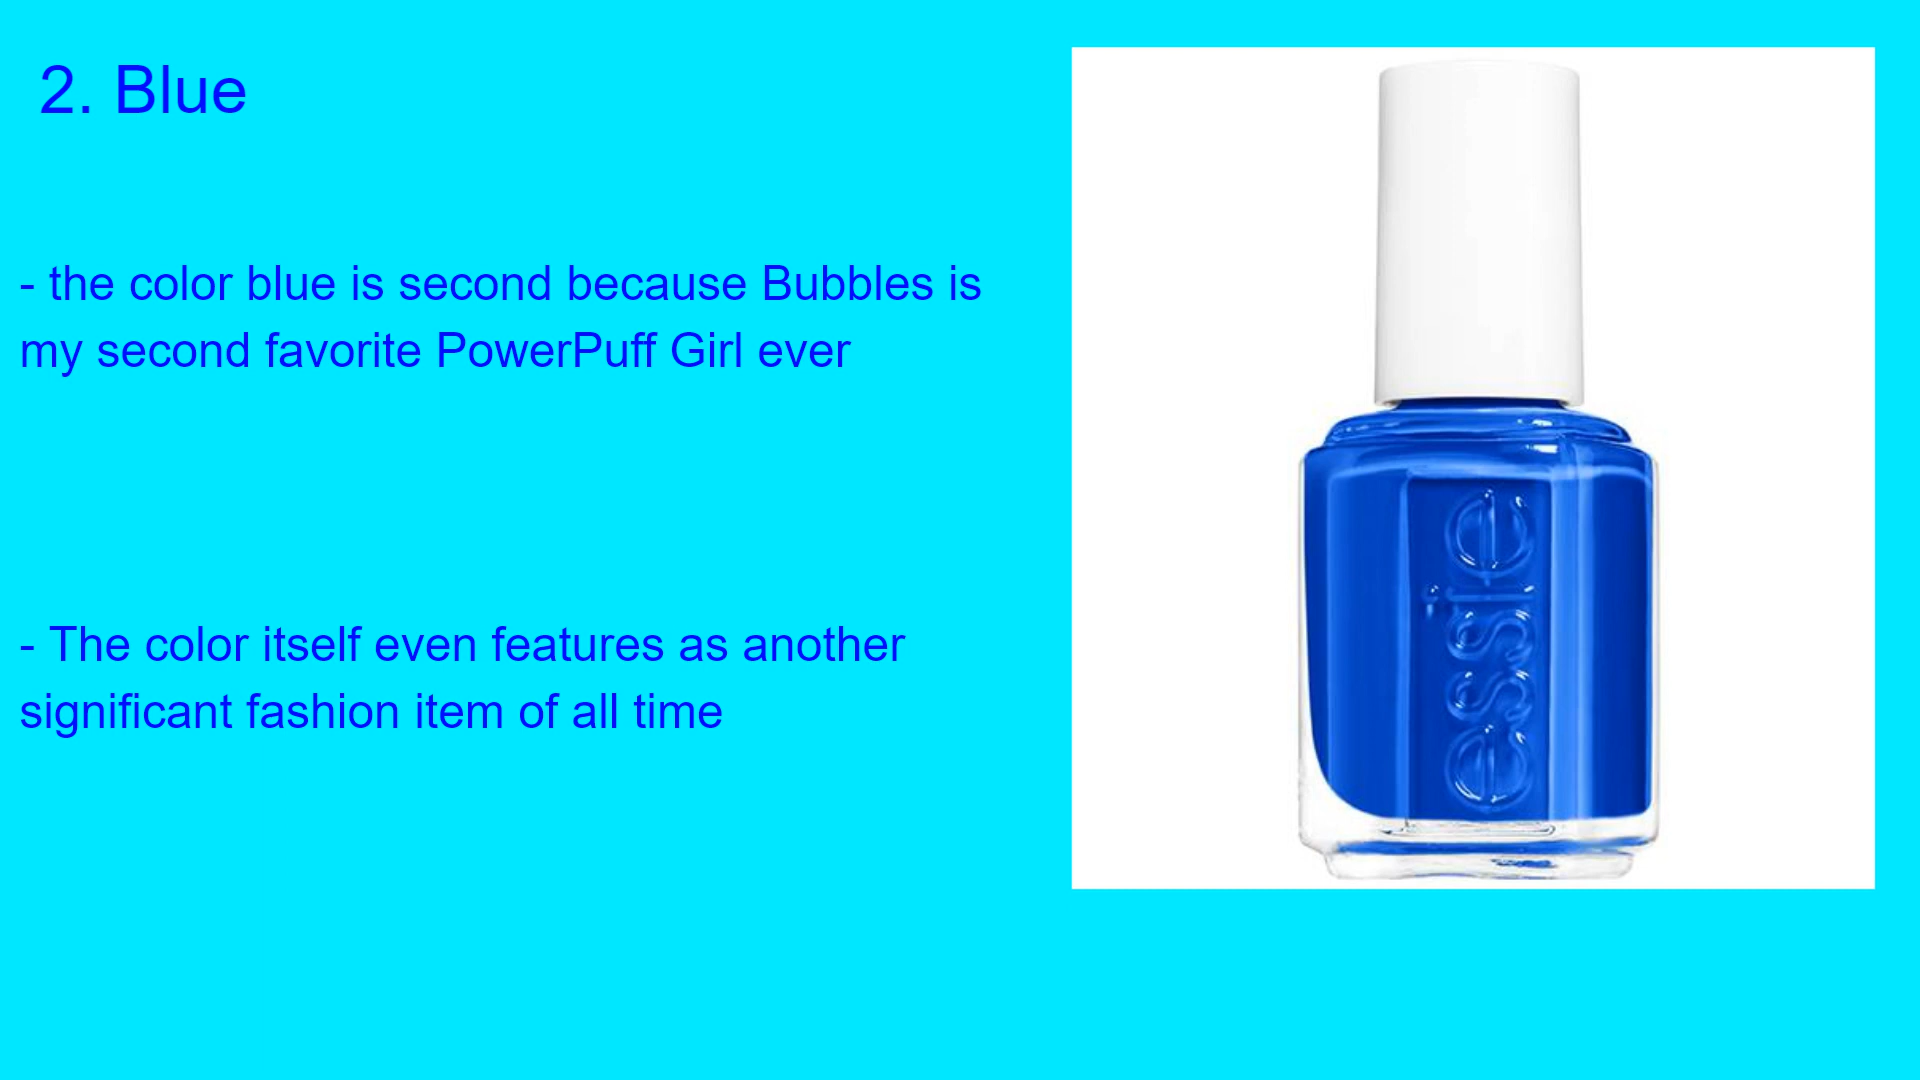 2. Blue
- the color blue is second because Bubbles is
my second favorite PowerPuff Girl ever
- The color itself even features as another
significant fashion item of all time
essie